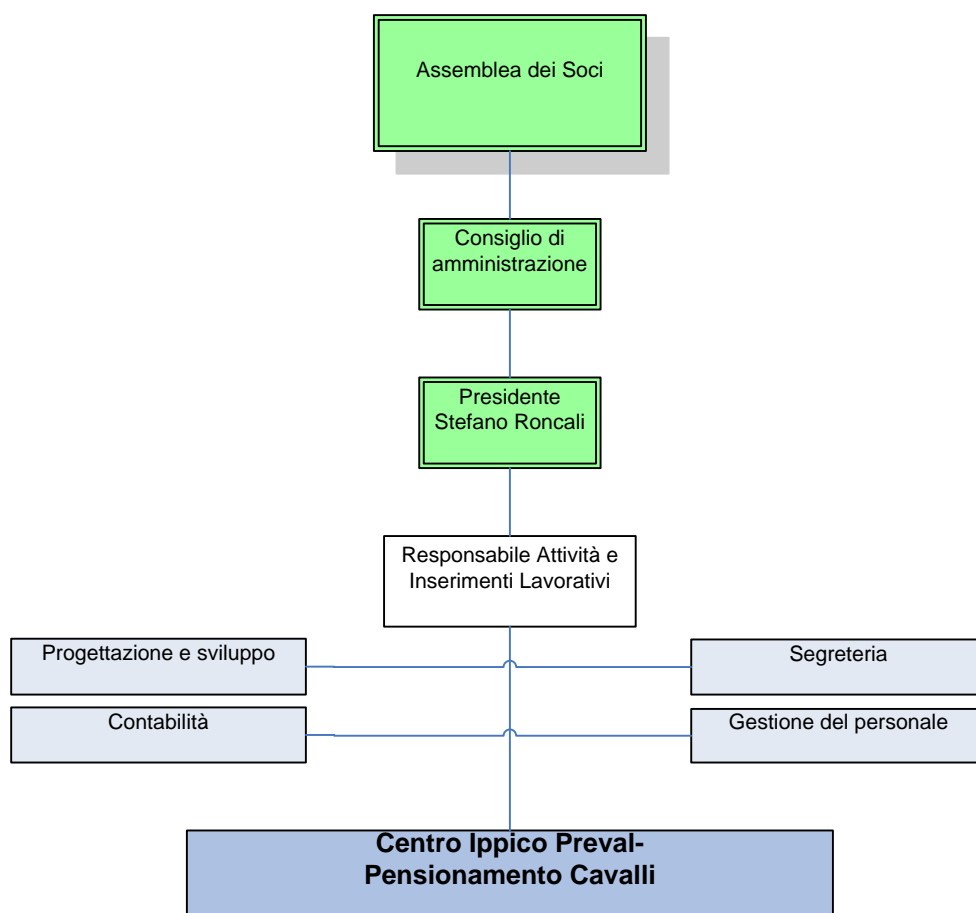 Assemblea dei Soci
Consiglio di
amministrazione
Presidente
Stefano Roncali
Responsabile Attività e
Inserimenti Lavorativi
Progettazione e sviluppo
Segreteria
Contabilità
Gestione del personale
Centro Ippico Preval-
Pensionamento Cavalli